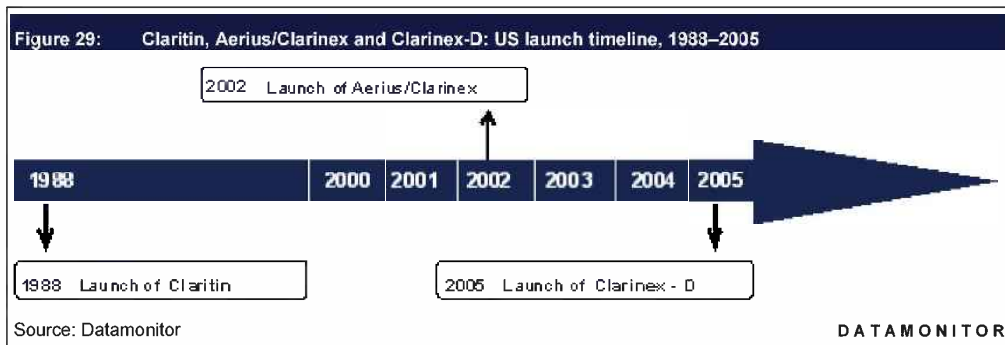 Figure 29: Claritin, Aerius/Clarinex and Clarinex-D: US launch timeline, 1988–2005
2002 Launch of Aerius/Clarinex
1988 2000 2001 2002 2003 2004 2005
1988 Launch of Claritin
2005 Launch of Clarinex - D
Source: Datamonitor
DATAMONITOR